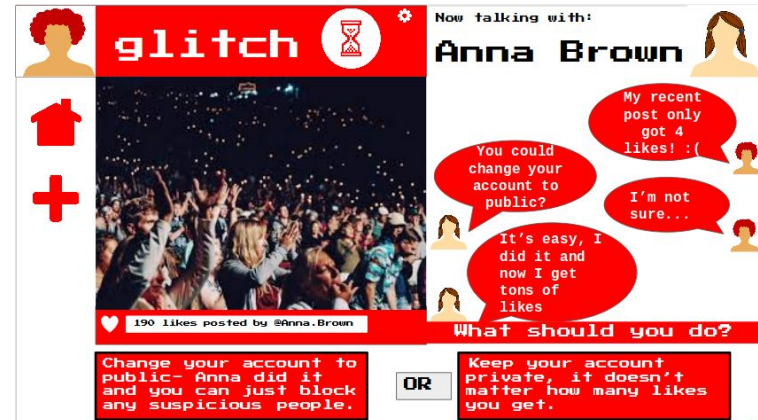 glitch
Now talking with:
Anna Brown
My recent
post only
got 4
likes! :(
You could
change your
account to
public?
I'm not
sure...
It's easy, I
did it and
now I get
tons of
likes
190 likes posted by @Anna.Brown
What should you do?
Change your account to
public- Anna did it
and you can just block
any suspicious people.
OR
Keep your account
private, it doesn't
matter how many likes
you get.